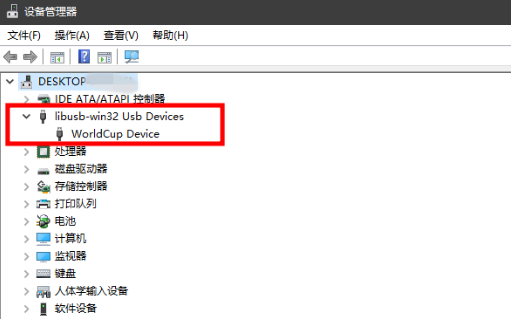 设备管理器
文件(F) 操作(A) 查看(V) 帮助(H)
DESKTOP
IDE ATA/ATAPI 控制器
libusb-win32 Usb Devices
WorldCup Device
处理器
磁盘驱动器
存储控制器
打印队列
电池
计算机
监视器
键盘
人体学输入设备
软件设备